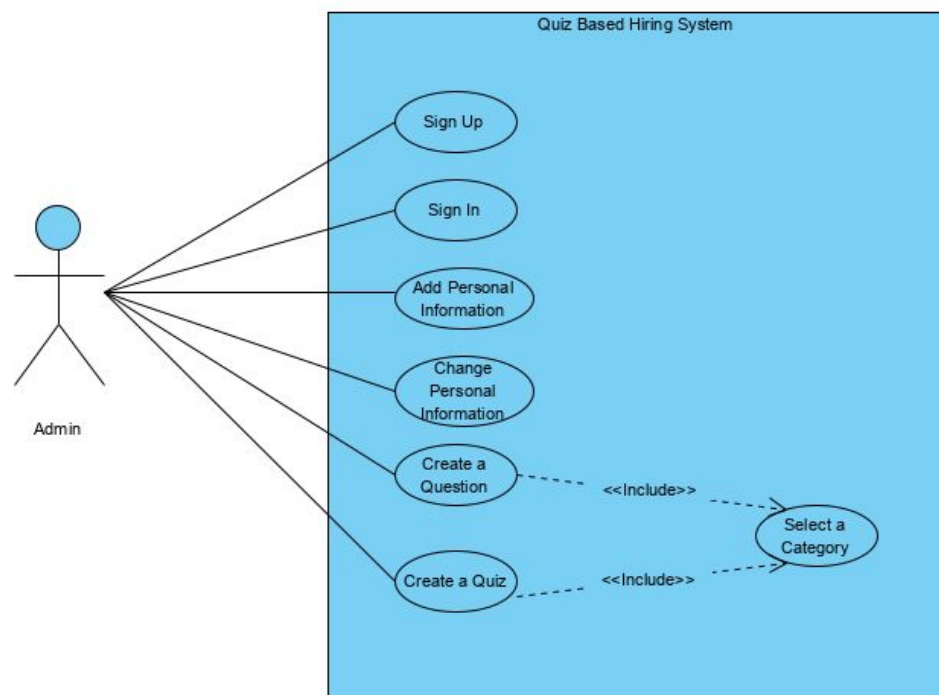 Quiz Based Hiring System
Sign Up
Sign In
Add Personal
Information
Change
Personal
Information
Admin
Create a
Question
<<Include>>
Select a
Category
Create a Quiz
<<Include>>